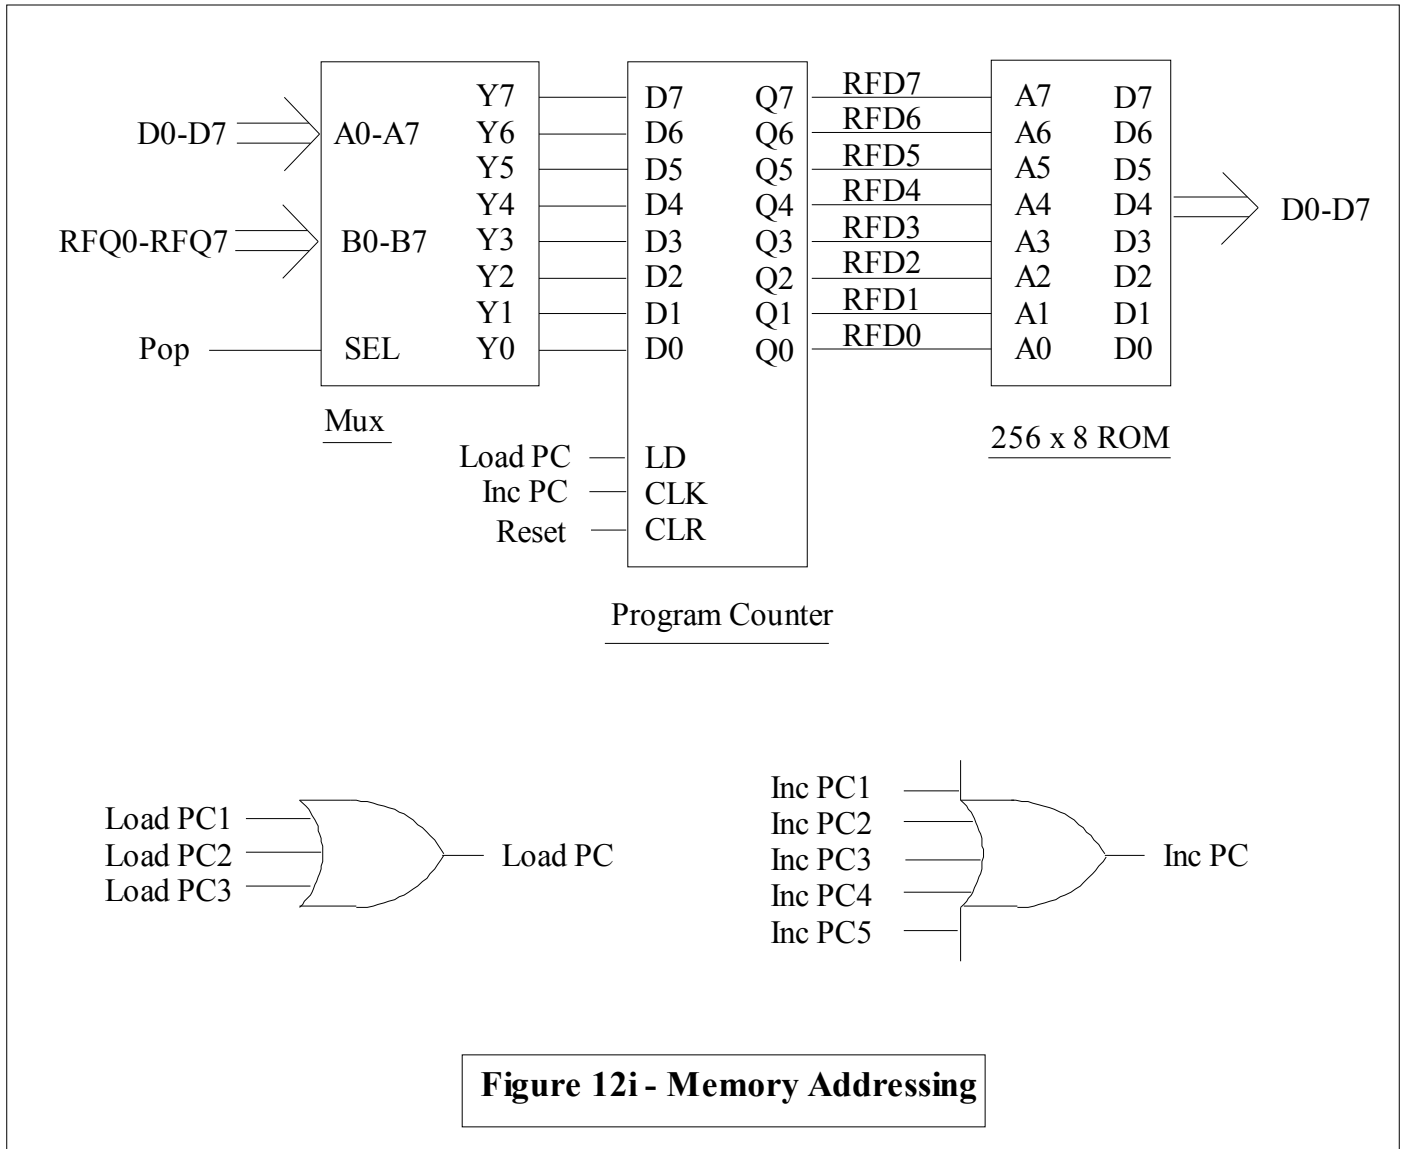 Y7 D7 Q7 RFD7 A7 D7
D0-D7 A0-A7 Y6 D6 Q6 RFD6 A6 D6
Y5 D5 Q5 RFD5 A5 D5
Y4 D4 Q4 RFD4 A4 D4 D0-D7
RFQ0-RFQ7 B0-B7 Y3 D3 Q3 RFD3 A3 D3
Y2 D2 Q2 RFD2 A2 D2
Y1 D1 Q1 RFD1 A1 D1
Pop SEL Y0 D0 Q0 RFD0 A0 D0
Mux
256 x 8 ROM
Load PC LD
Inc PC CLK
Reset CLR
Program Counter
Load PC1
Load PC2
Load PC3
Load PC
Inc PC1
Inc PC2
Inc PC3
Inc PC4
Inc PC5
Inc PC
Figure 12i - Memory Addressing